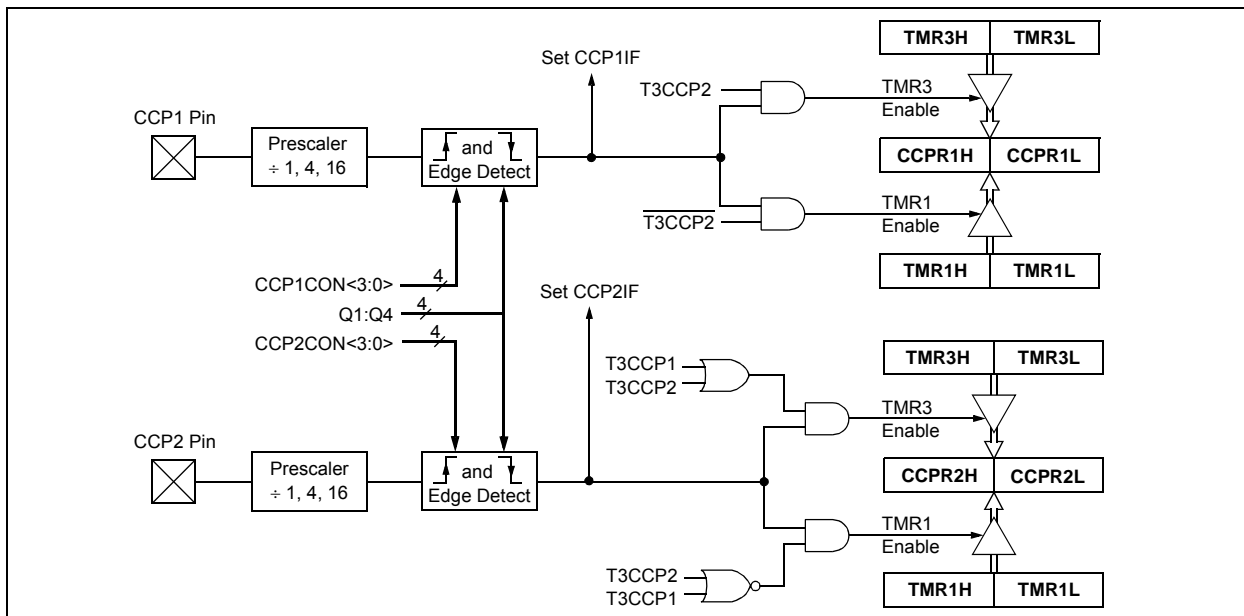 TMR3H TMR3L
Set CCP1IF
T3CCP2
TMR3
Enable
CCP1 Pin
Prescaler
÷ 1, 4, 16
and
Edge Detect
CCPR1H CCPR1L
TMR1
Enable
T̅3̅C̅C̅P̅2̅
TMR1H TMR1L
CCP1CON<3:0> 4
Q1:Q4 4
CCP2CON<3:0> 4
Set CCP2IF
TMR3H TMR3L
T3CCP1
T3CCP2
TMR3
Enable
CCP2 Pin
Prescaler
÷ 1, 4, 16
and
Edge Detect
CCPR2H CCPR2L
TMR1
Enable
T3CCP2
T3CCP1
TMR1H TMR1L